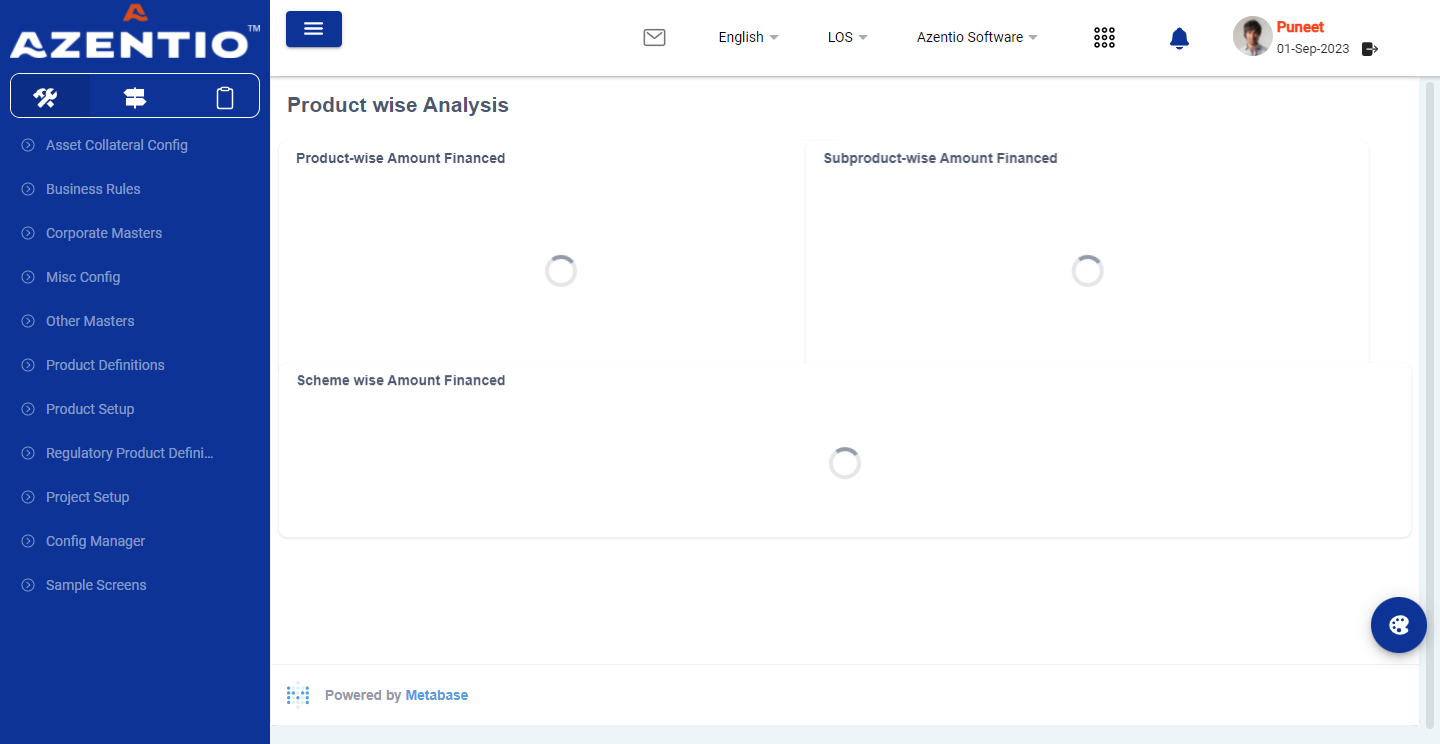 AZENTIO™
English
LOS
Azentio Software
Puneet
01-Sep-2023
Asset Collateral Config
Business Rules
Corporate Masters
Misc Config
Other Masters
Product Definitions
Product Setup
Regulatory Product Defini...
Project Setup
Config Manager
Sample Screens
Product wise Analysis
Product-wise Amount Financed
Subproduct-wise Amount Financed
Scheme wise Amount Financed
Powered by Metabase